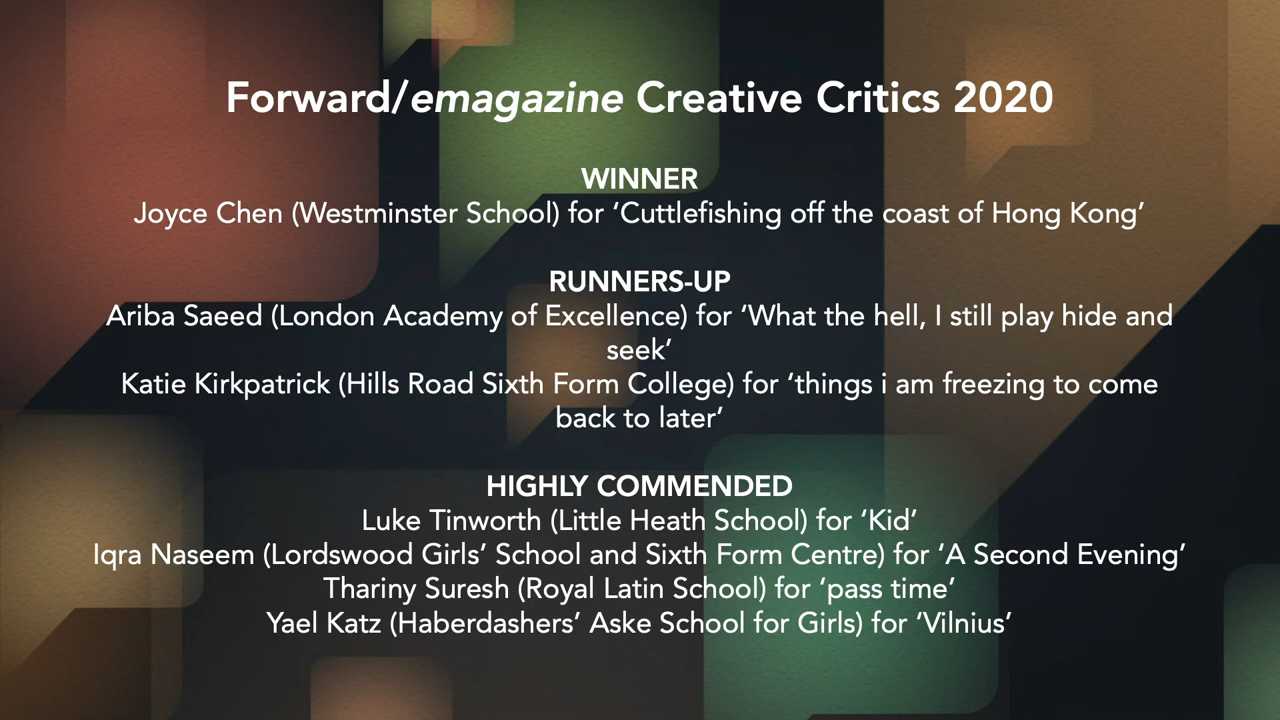 Forward/emagazine Creative Critics 2020
WINNER
Joyce Chen (Westminster School) for ‘Cuttlefishing off the coast of Hong Kong’
RUNNERS-UP
Ariba Saeed (London Academy of Excellence) for ‘What the hell, I still play hide and
seek’
Katie Kirkpatrick (Hills Road Sixth Form College) for ‘things i am freezing to come
back to later’
HIGHLY COMMENDED
Luke Tinworth (Little Heath School) for ‘Kid’
Iqra Naseem (Lordswood Girls’ School and Sixth Form Centre) for ‘A Second Evening’
Thariny Suresh (Royal Latin School) for ‘pass time’
Yael Katz (Haberdashers’ Aske School for Girls) for ‘Vilnius’